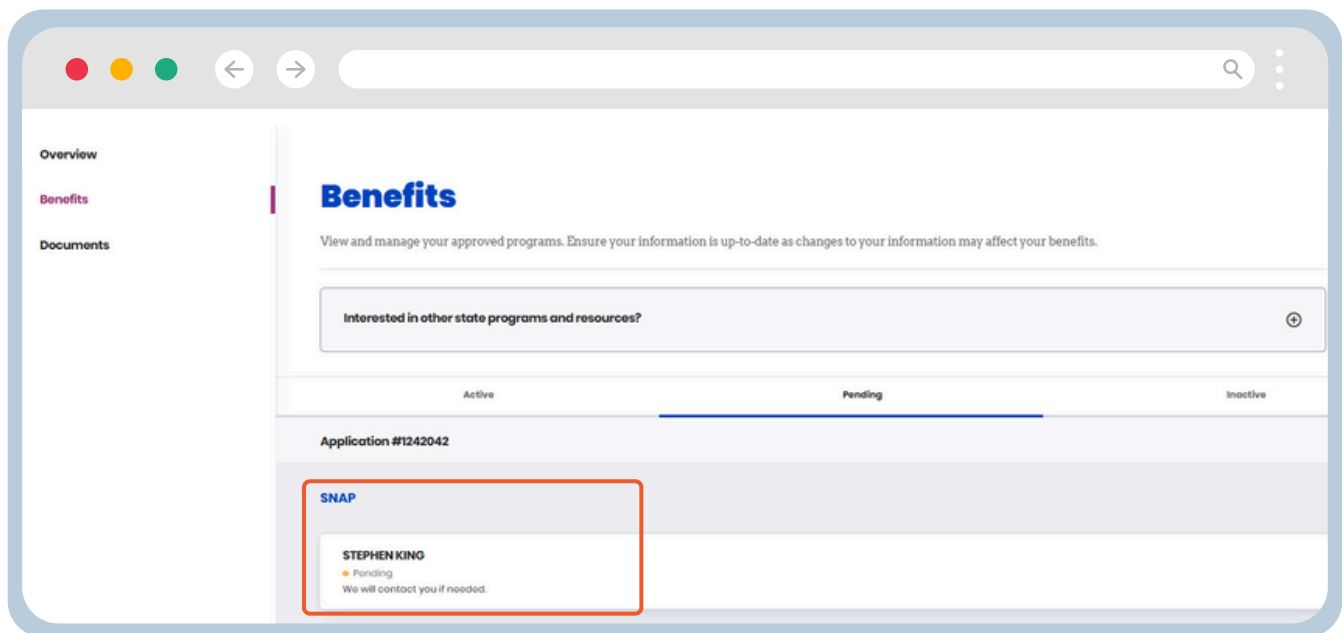 Overview
Benefits
Documents
Benefits
View and manage your approved programs. Ensure your information is up-to-date as changes to your information may affect your benefits.
Interested in other state programs and resources?
Active Pending Inactive
Application #1242042
SNAP
STEPHEN KING
Pending
We will contact you if needed.